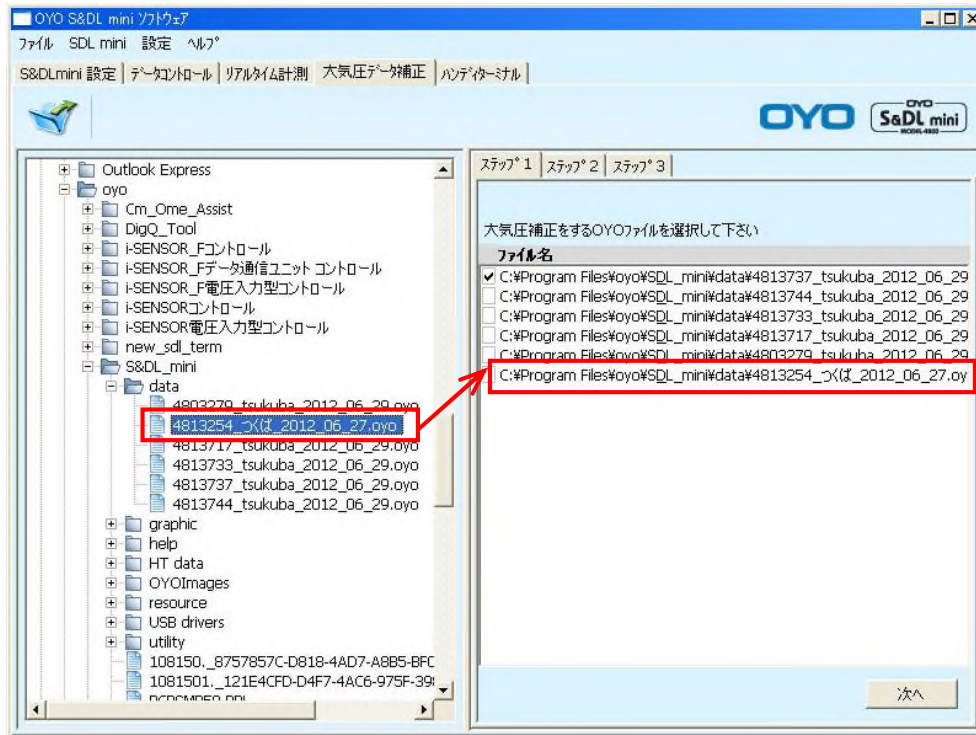 OYO S&DL mini ソフトウェア
ファイル SDL mini 設定 ヘルプ
S&DLmini 設定 データコントロール リアルタイム計測 大気圧データ補正 ハンディターミナル
OYO S&DL mini
MODEL-4800
Outlook Express
oyo
Cm_Ome_Assist
DigQ_Tool
i-SENSOR_Fコントロール
i-SENSOR_Fデータ通信ユニット コントロール
i-SENSOR_F電圧入力型コントロール
i-SENSORコントロール
i-SENSOR電圧入力型コントロール
new_sdl_term
S&DL_mini
data
4803279_tsukuba_2012_06_29.oyo
4813254_つくば_2012_06_27.oyo
4813717_tsukuba_2012_06_29.oyo
4813733_tsukuba_2012_06_29.oyo
4813737_tsukuba_2012_06_29.oyo
4813744_tsukuba_2012_06_29.oyo
graphic
help
HT data
OYOImages
resource
USB drivers
utility
108150._8757857C-D818-4AD7-A8B5-BFC
1081501._121E4CFD-D4F7-4AC6-975F-39
ステップ1 ステップ2 ステップ3
大気圧補正をするOYOファイルを選択して下さい
ファイル名
C:¥Program Files¥oyo¥SDL_mini¥data¥4813737_tsukuba_2012_06_29
C:¥Program Files¥oyo¥SDL_mini¥data¥4813744_tsukuba_2012_06_29
C:¥Program Files¥oyo¥SDL_mini¥data¥4813733_tsukuba_2012_06_29
C:¥Program Files¥oyo¥SDL_mini¥data¥4813717_tsukuba_2012_06_29
C:¥Program Files¥oyo¥SDL_mini¥data¥4803279_tsukuba_2012_06_29
C:¥Program Files¥oyo¥SDL_mini¥data¥4813254_つくば_2012_06_27.oy
次へ